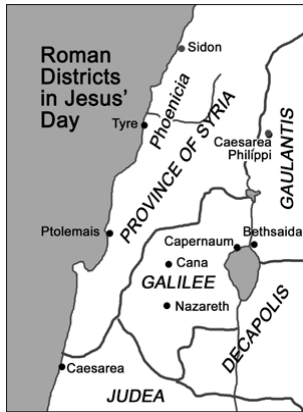 Roman
Districts
in Jesus'
Day
Sidon
Phoenicia
Tyre
PROVINCE OF SYRIA
Caesarea
Philippi
GAULANTIS
Ptolemais
Capernaum
Bethsaida
Cana
GALILEE
Nazareth
DECAPOLIS
Caesarea
JUDEA